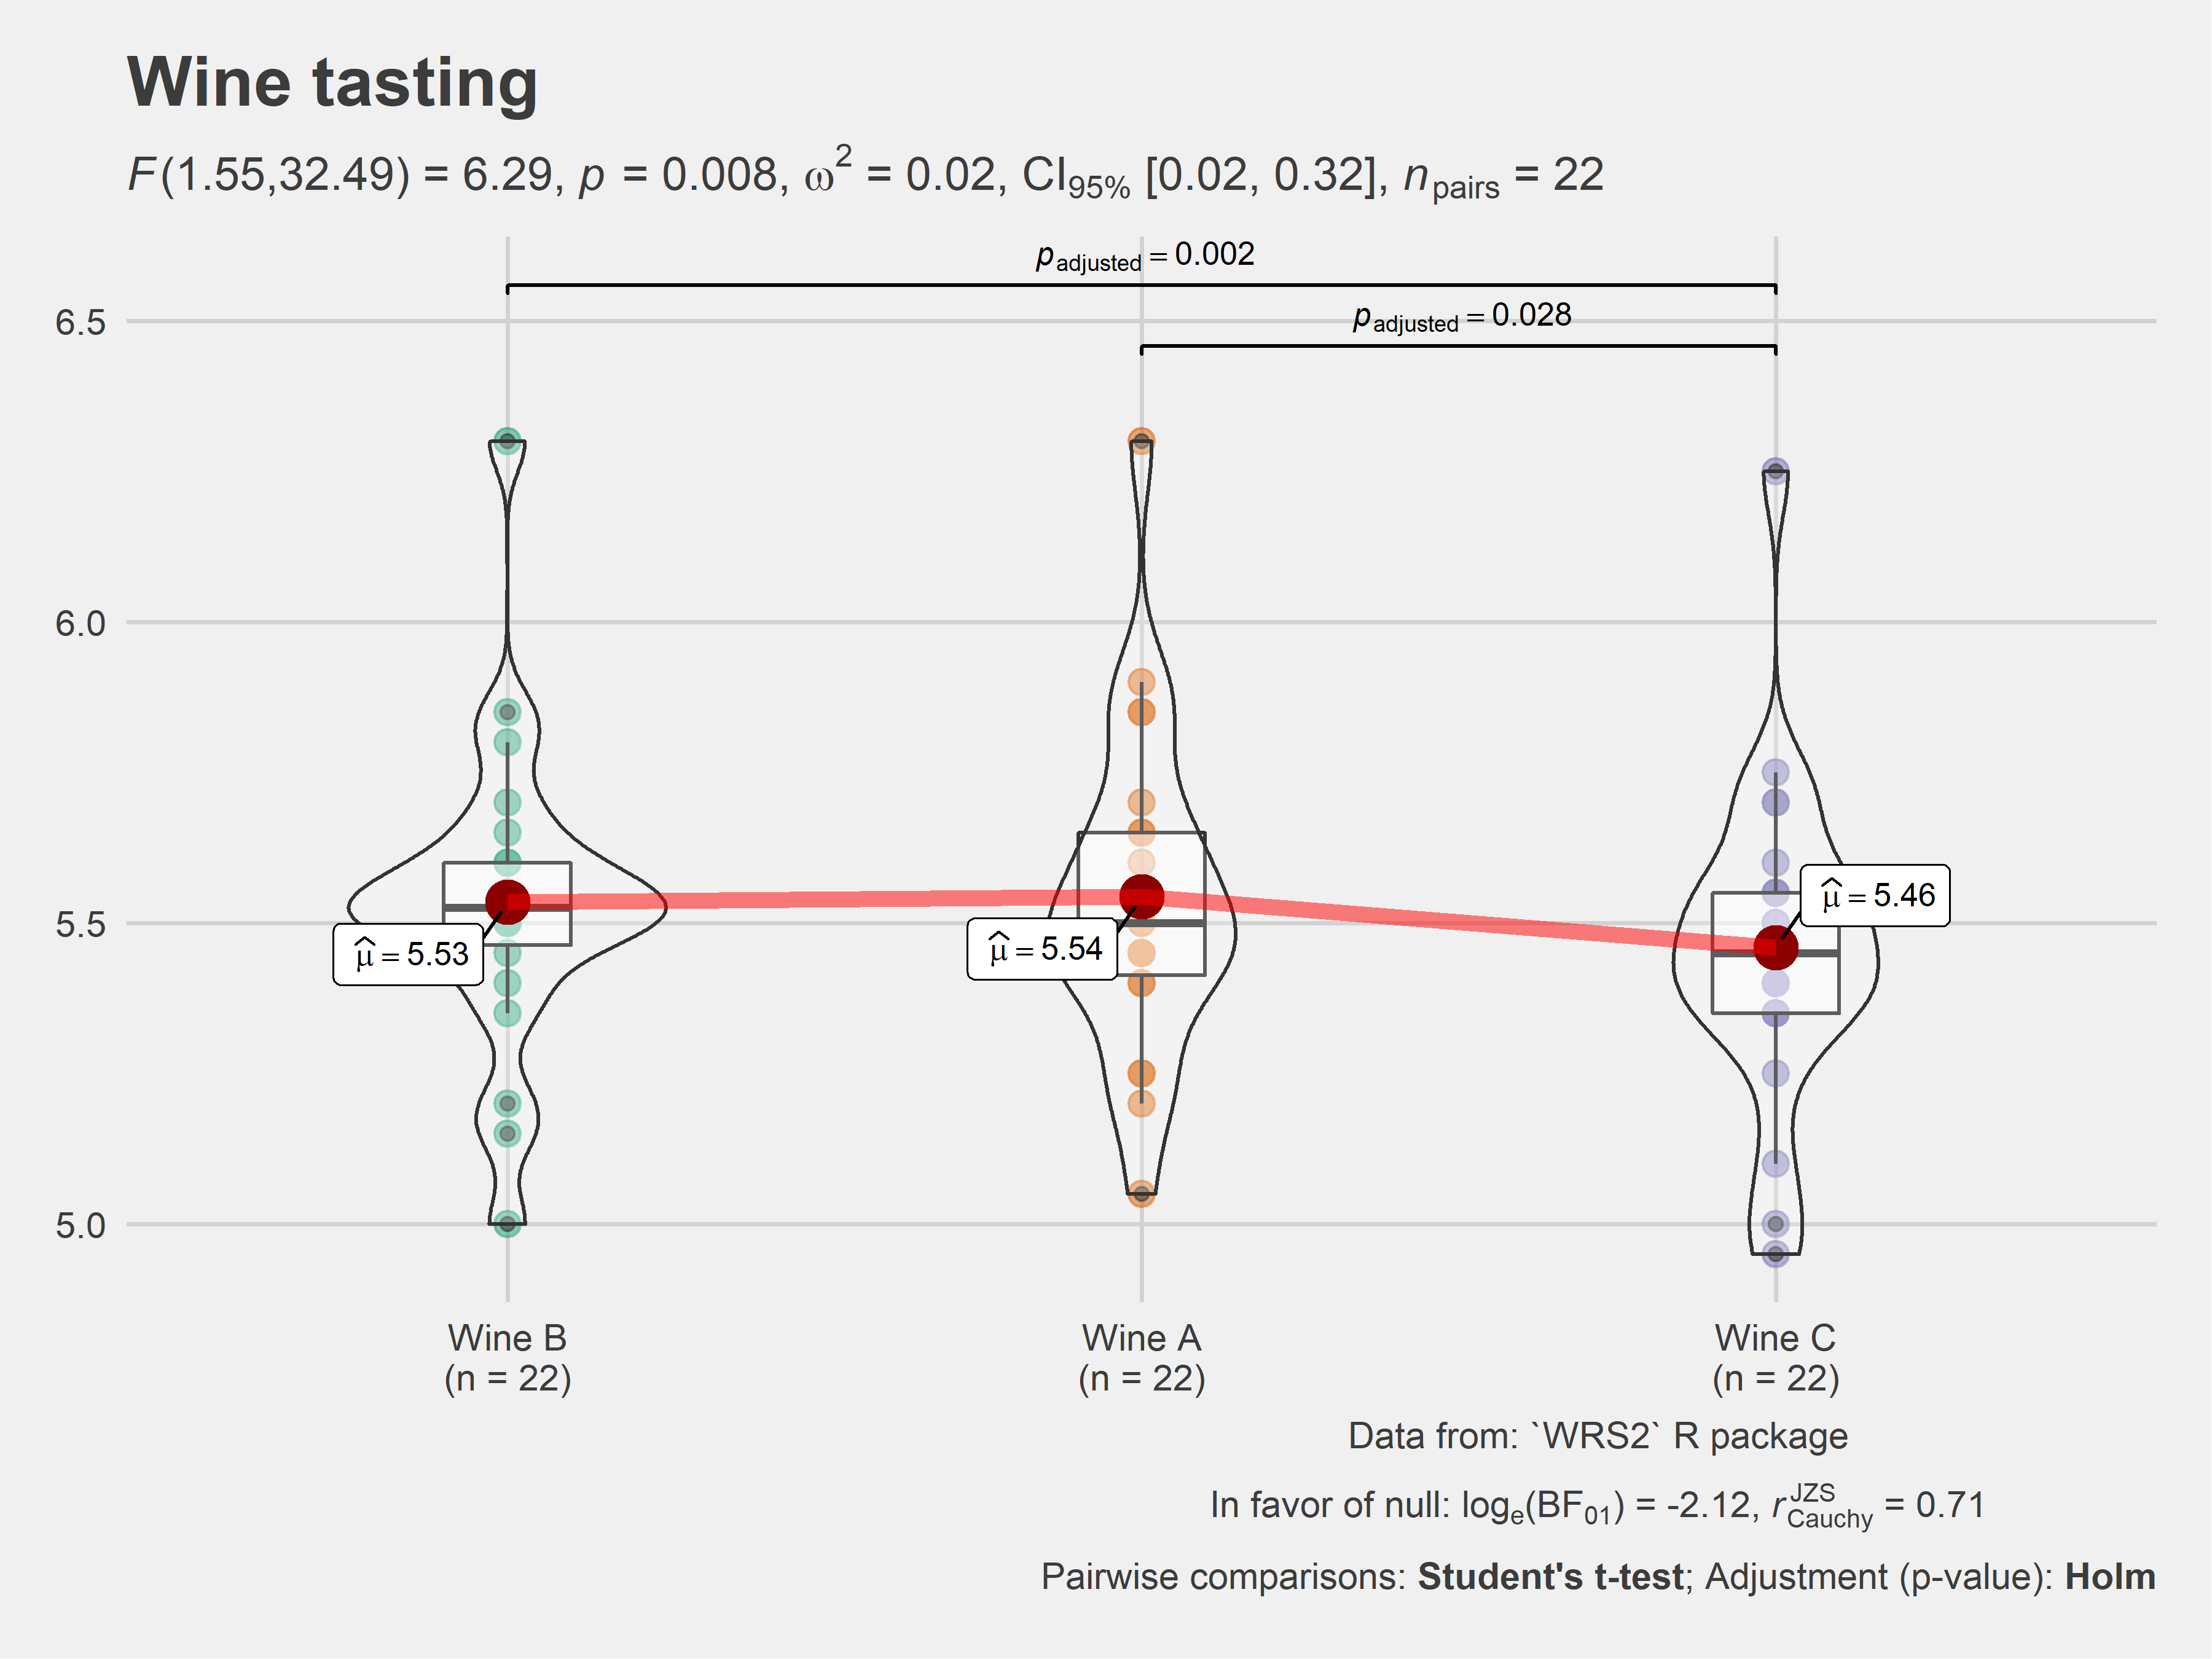 Wine tasting
F(1.55,32.49) = 6.29, p = 0.008, ω² = 0.02, CI95% [0.02, 0.32], npairs = 22
padjusted = 0.002
padjusted = 0.028
6.5
6.0
5.5
5.0
μ̂ = 5.53
μ̂ = 5.54
μ̂ = 5.46
Wine B
(n = 22)
Wine A
(n = 22)
Wine C
(n = 22)
Data from: `WRS2` R package
In favor of null: loge(BF01) = -2.12, rJZSCauchy = 0.71
Pairwise comparisons: Student's t-test; Adjustment (p-value): Holm